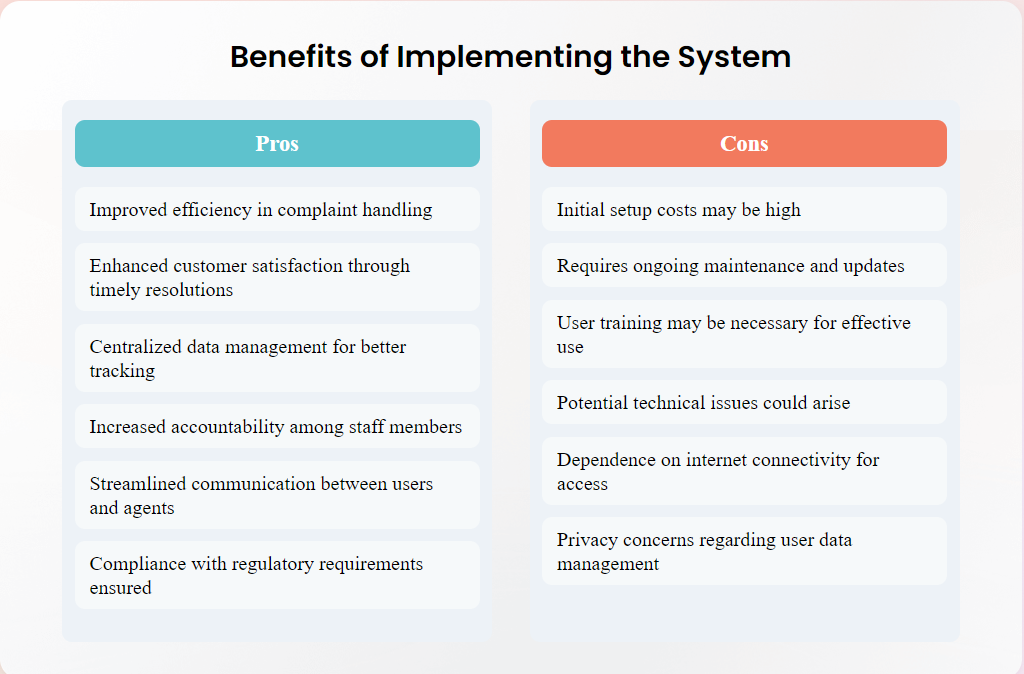 Benefits of Implementing the System
Pros
Improved efficiency in complaint handling
Enhanced customer satisfaction through
timely resolutions
Centralized data management for better
tracking
Increased accountability among staff members
Streamlined communication between users
and agents
Compliance with regulatory requirements
ensured
Cons
Initial setup costs may be high
Requires ongoing maintenance and updates
User training may be necessary for effective
use
Potential technical issues could arise
Dependence on internet connectivity for
access
Privacy concerns regarding user data
management